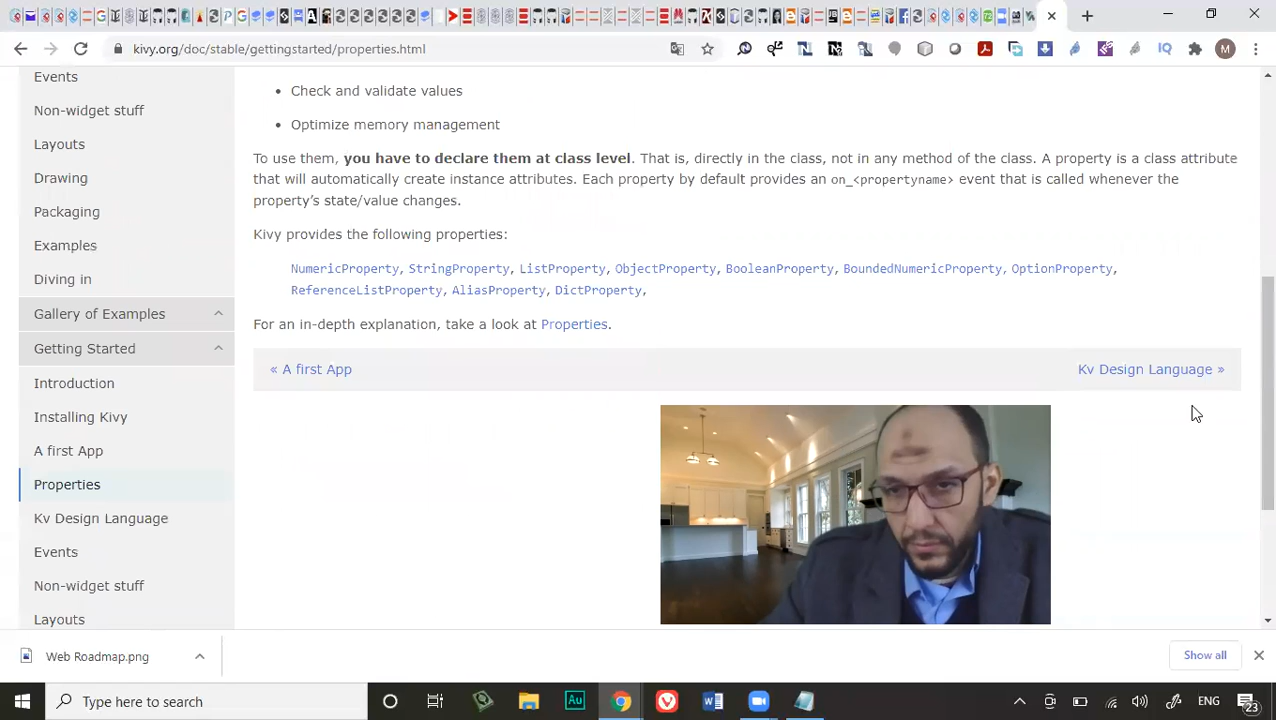 kivy.org/doc/stable/gettingstarted/properties.html
M
Events
Non-widget stuff
Layouts
Drawing
Packaging
Examples
Diving in
Gallery of Examples
Getting Started
Introduction
Installing Kivy
A first App
Properties
Kv Design Language
Events
Non-widget stuff
Layouts
• Check and validate values
• Optimize memory management
To use them, you have to declare them at class level. That is, directly in the class, not in any method of the class. A property is a class attribute
that will automatically create instance attributes. Each property by default provides an on_<propertyname> event that is called whenever the
property's state/value changes.
Kivy provides the following properties:
NumericProperty, StringProperty, ListProperty, ObjectProperty, BooleanProperty, BoundedNumericProperty, OptionProperty,
ReferenceListProperty, AliasProperty, DictProperty,
For an in-depth explanation, take a look at Properties.
« A first App
Kv Design Language »
Web Roadmap.png
Show all
Type here to search
Au
ENG
23